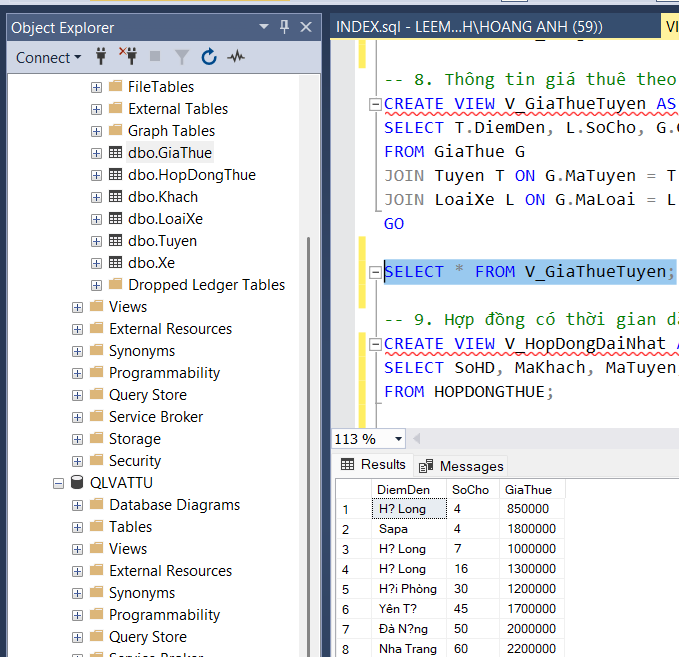 Object Explorer
Connect
FileTables
External Tables
Graph Tables
dbo.GiaThue
dbo.HopDongThue
dbo.Khach
dbo.LoaiXe
dbo.Tuyen
dbo.Xe
Dropped Ledger Tables
Views
External Resources
Synonyms
Programmability
Query Store
Service Broker
Storage
Security
QLVATTU
Database Diagrams
Tables
Views
External Resources
Synonyms
Programmability
Query Store
Service Broker
INDEX.sql - LEEM...H\HOANG ANH (59))
VI
-- 8. Thông tin giá thuê theo
CREATE VIEW V_GiaThueTuyen AS
SELECT T.DiemDen, L.SoCho, G.
FROM GiaThue G
JOIN Tuyen T ON G.MaTuyen = T
JOIN LoaiXe L ON G.MaLoai = L
GO
SELECT * FROM V_GiaThueTuyen;
-- 9. Hợp đồng có thời gian
CREATE VIEW V_HopDongDaiNhat
SELECT SoHD, MaKhach, MaTuyen
FROM HOPDONGTHUE;
113 %
Results Messages
DiemDen SoCho GiaThue
1 H? Long 4 850000
2 Sapa 4 1800000
3 H? Long 7 1000000
4 H? Long 16 1300000
5 H?i Phòng 30 1200000
6 Yên T? 45 1700000
7 Đà N?ng 50 2000000
8 Nha Trang 60 2200000